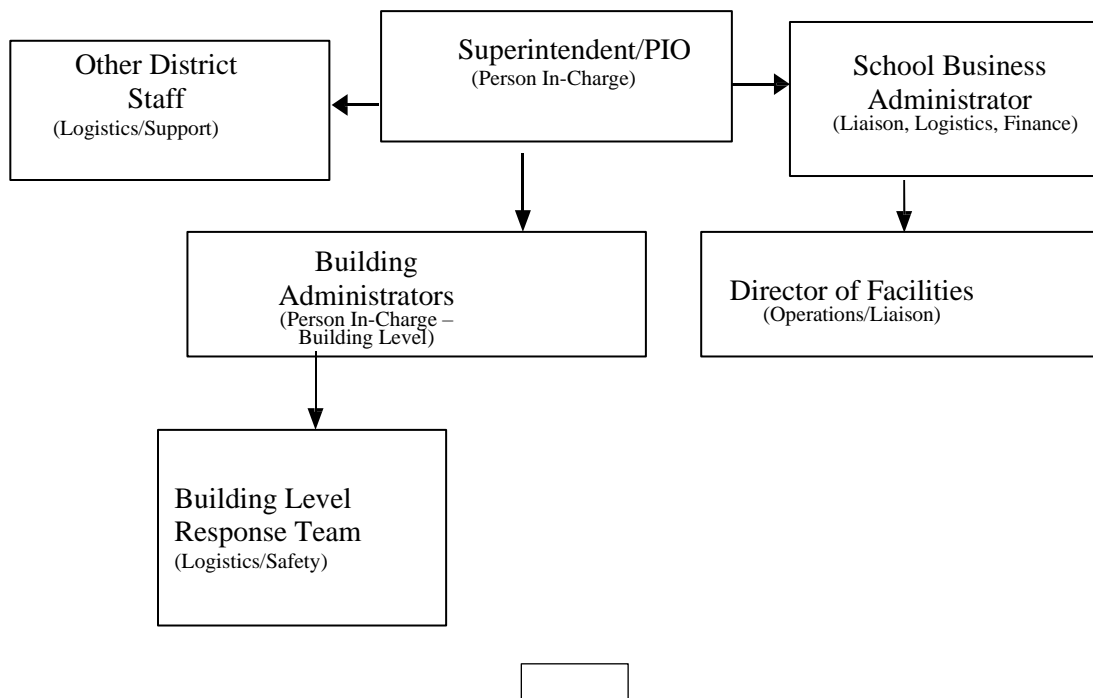 Superintendent/PIO
(Person In-Charge)
Other District
Staff
(Logistics/Support)
School Business
Administrator
(Liaison, Logistics, Finance)
Building
Administrators
(Person In-Charge –
Building Level)
Director of Facilities
(Operations/Liaison)
Building Level
Response Team
(Logistics/Safety)